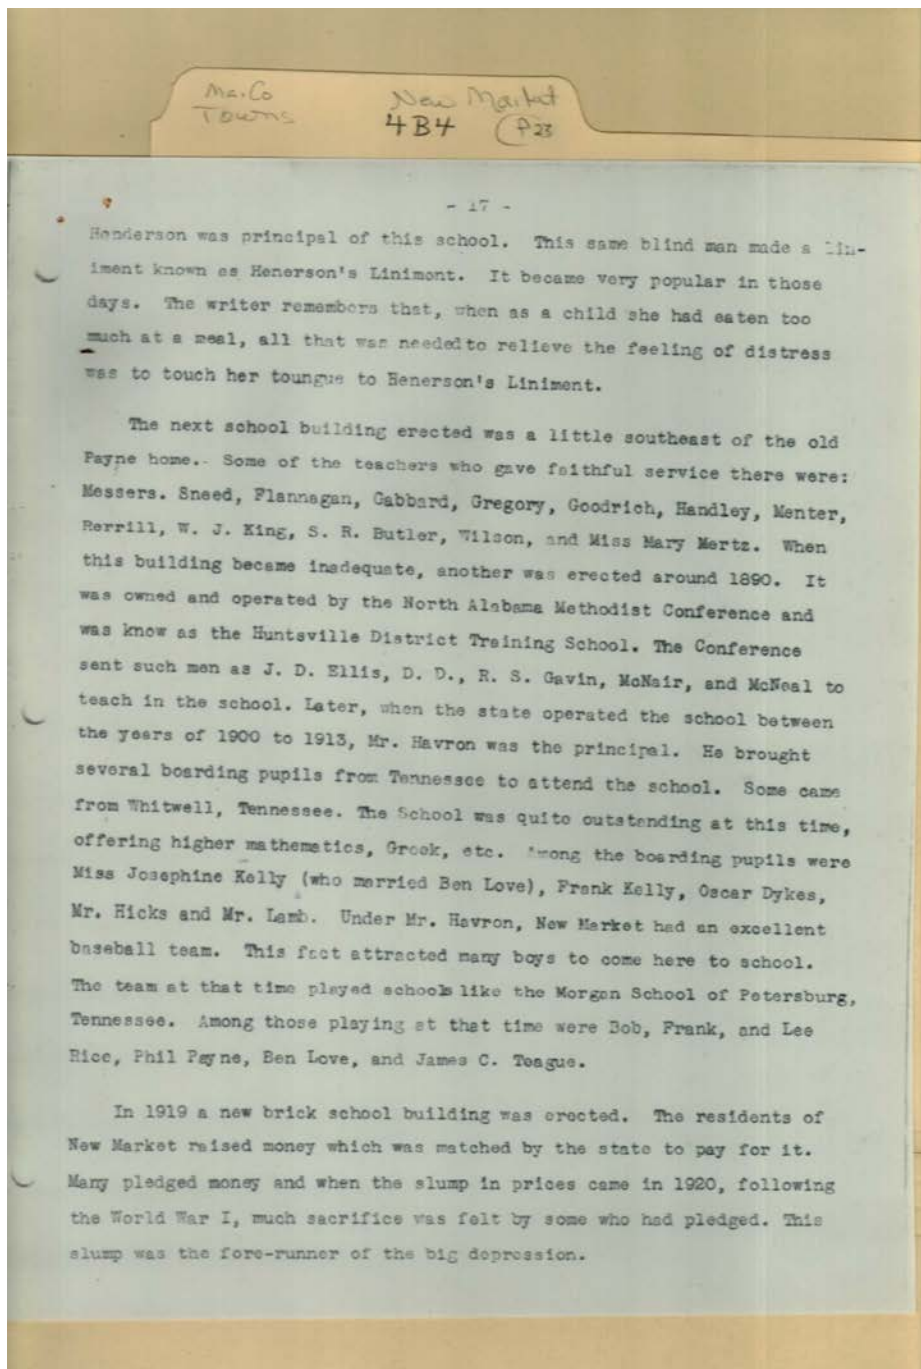 Ma. Co New Market
Towns 4B4 P23
- 17 -
Henderson was principal of this school. This same blind man made a lin-
iment known as Henerson's Liniment. It became very popular in those
days. The writer remembers that, when as a child she had eaten too
much at a meal, all that was needed to relieve the feeling of distress
was to touch her toungue to Henerson's Liniment.
The next school building erected was a little southeast of the old
Payne home. Some of the teachers who gave faithful service there were:
Messers. Sneed, Flannagan, Gabbard, Gregory, Goodrich, Handley, Menter,
Rerrill, W. J. King, S. R. Butler, Wilson, and Miss Mary Mertz. When
this building became inadequate, another was erected around 1890. It
was owned and operated by the North Alabama Methodist Conference and
was know as the Huntsville District Training School. The Conference
sent such men as J. D. Ellis, D. D., R. S. Gavin, McNair, and McNeal to
teach in the school. Later, when the state operated the school between
the years of 1900 to 1913, Mr. Havron was the principal. He brought
several boarding pupils from Tennessee to attend the school. Some came
from Whitwell, Tennessee. The School was quite outstanding at this time,
offering higher mathematics, Greek, etc. Among the boarding pupils were
Miss Josephine Kelly (who married Ben Love), Frank Kelly, Oscar Dykes,
Mr. Hicks and Mr. Lamb. Under Mr. Havron, New Market had an excellent
baseball team. This fact attracted many boys to come here to school.
The team at that time played schools like the Morgan School of Petersburg,
Tennessee. Among those playing at that time were Bob, Frank, and Lee
Rice, Phil Payne, Ben Love, and James C. Teague.
In 1919 a new brick school building was erected. The residents of
New Market raised money which was matched by the state to pay for it.
Many pledged money and when the slump in prices came in 1920, following
the World War I, much sacrifice was felt by some who had pledged. This
slump was the fore-runner of the big depression.